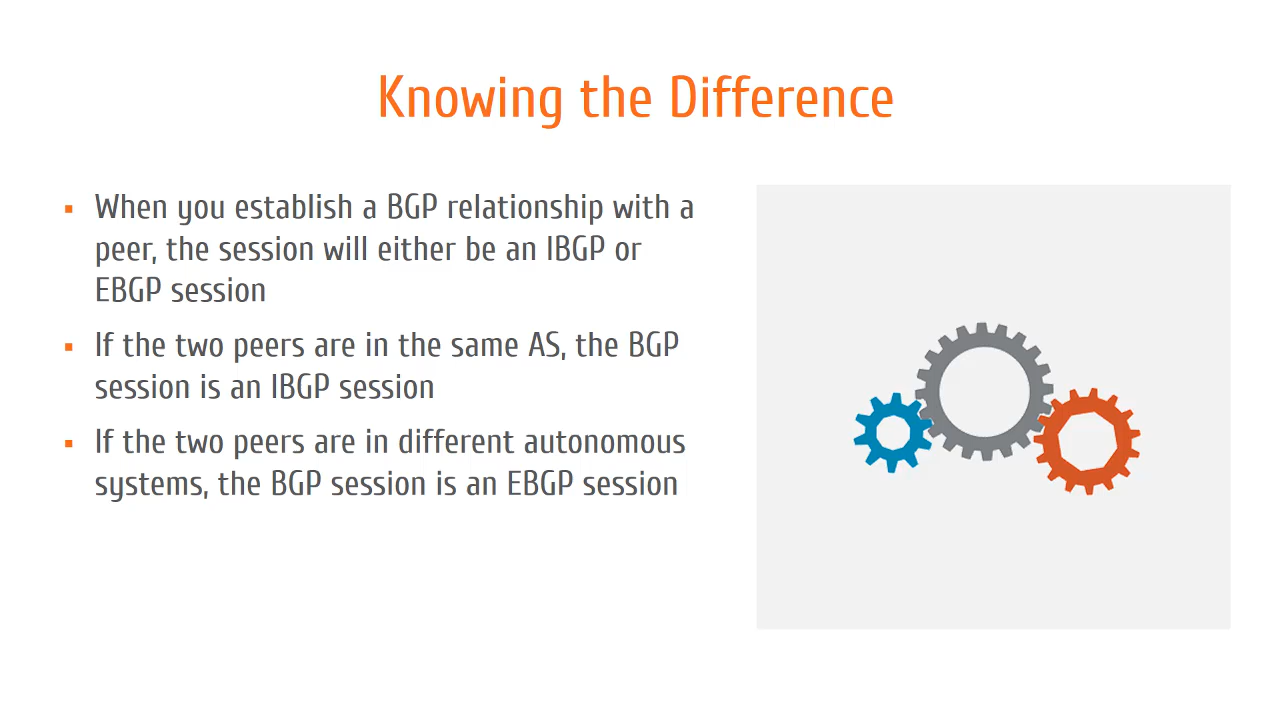 Knowing the Difference
▪ When you establish a BGP relationship with a
peer, the session will either be an IBGP or
EBGP session
▪ If the two peers are in the same AS, the BGP
session is an IBGP session
▪ If the two peers are in different autonomous
systems, the BGP session is an EBGP session